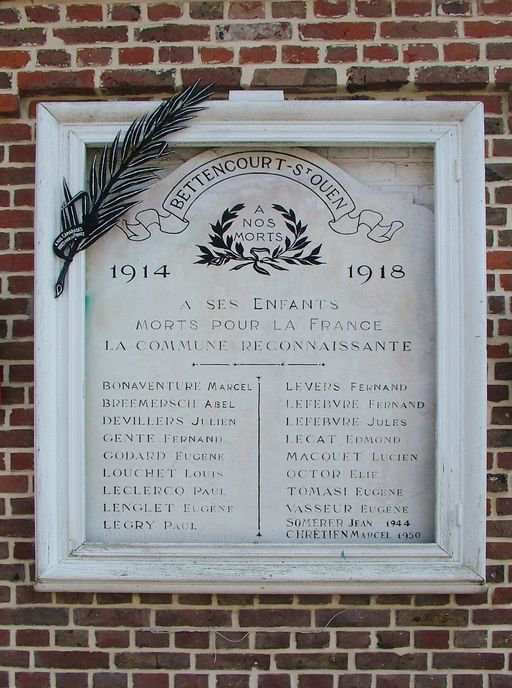 BETTENCOURT-ST OUEN
A
NOS
MORTS
1914 1918
A SES ENFANTS
MORTS POUR LA FRANCE
LA COMMUNE RECONNAISSANTE
BONAVENTURE MARCEL
BREEMERSCH ABEL
DEVILLERS JULIEN
GENTE FERNAND
GODARD EUGÈNE
LOUCHET LOUIS
LECLERCQ PAUL
LENGLET EUGÈNE
LEGRY PAUL
LEVERS FERNAND
LEFEBVRE FERNAND
LEFEBVRE JULES
LECAT EDMOND
MACQUET LUCIEN
OCTOR ELIE
TOMASI EUGÈNE
VASSEUR EUGÈNE
SOMERER JEAN 1944
CHRÉTIEN MARCEL 1950